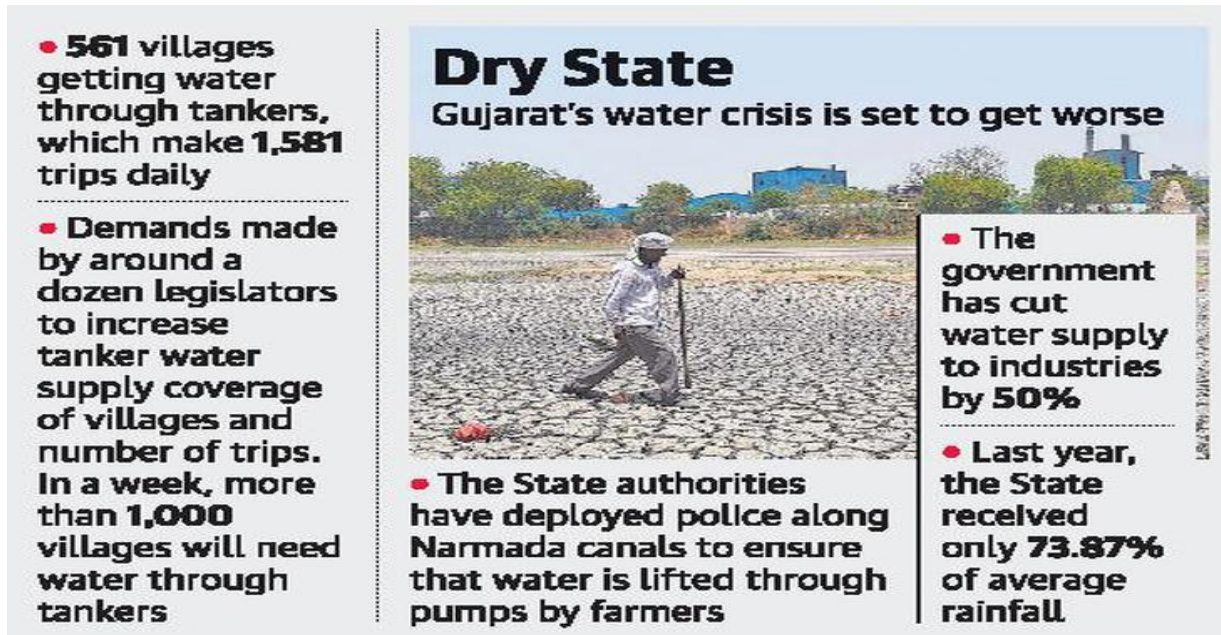 • 561 villages
getting water
through tankers,
which make 1,581
trips daily
• Demands made
by around a
dozen legislators
to increase
tanker water
supply coverage
of villages and
number of trips.
In a week, more
than 1,000
villages will need
water through
tankers
Dry State
Gujarat's water crisis is set to get worse
• The State authorities
have deployed police along
Narmada canals to ensure
that water is lifted through
pumps by farmers
• The
government
has cut
water supply
to industries
by 50%
• Last year,
the State
received
only 73.87%
of average
rainfall